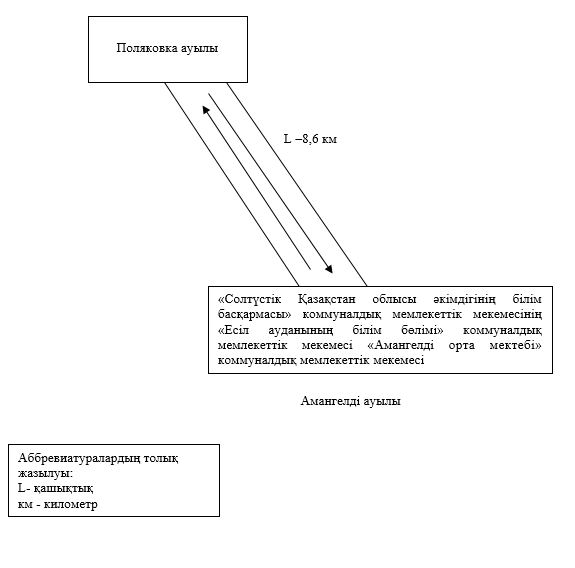 Поляковка ауылы
L –8,6 км
«Солтүстік Қазақстан облысы әкімдігінің білім
басқармасы» коммуналдық мемлекеттік мекемесінің
«Есіл ауданының білім бөлімі» коммуналдық
мемлекеттік мекемесі «Амангелді орта мектебі»
коммуналдық мемлекеттік мекемесі
Амангелді ауылы
Аббревиатуралардың толық
жазылуы:
L- қашықтық
км - километр